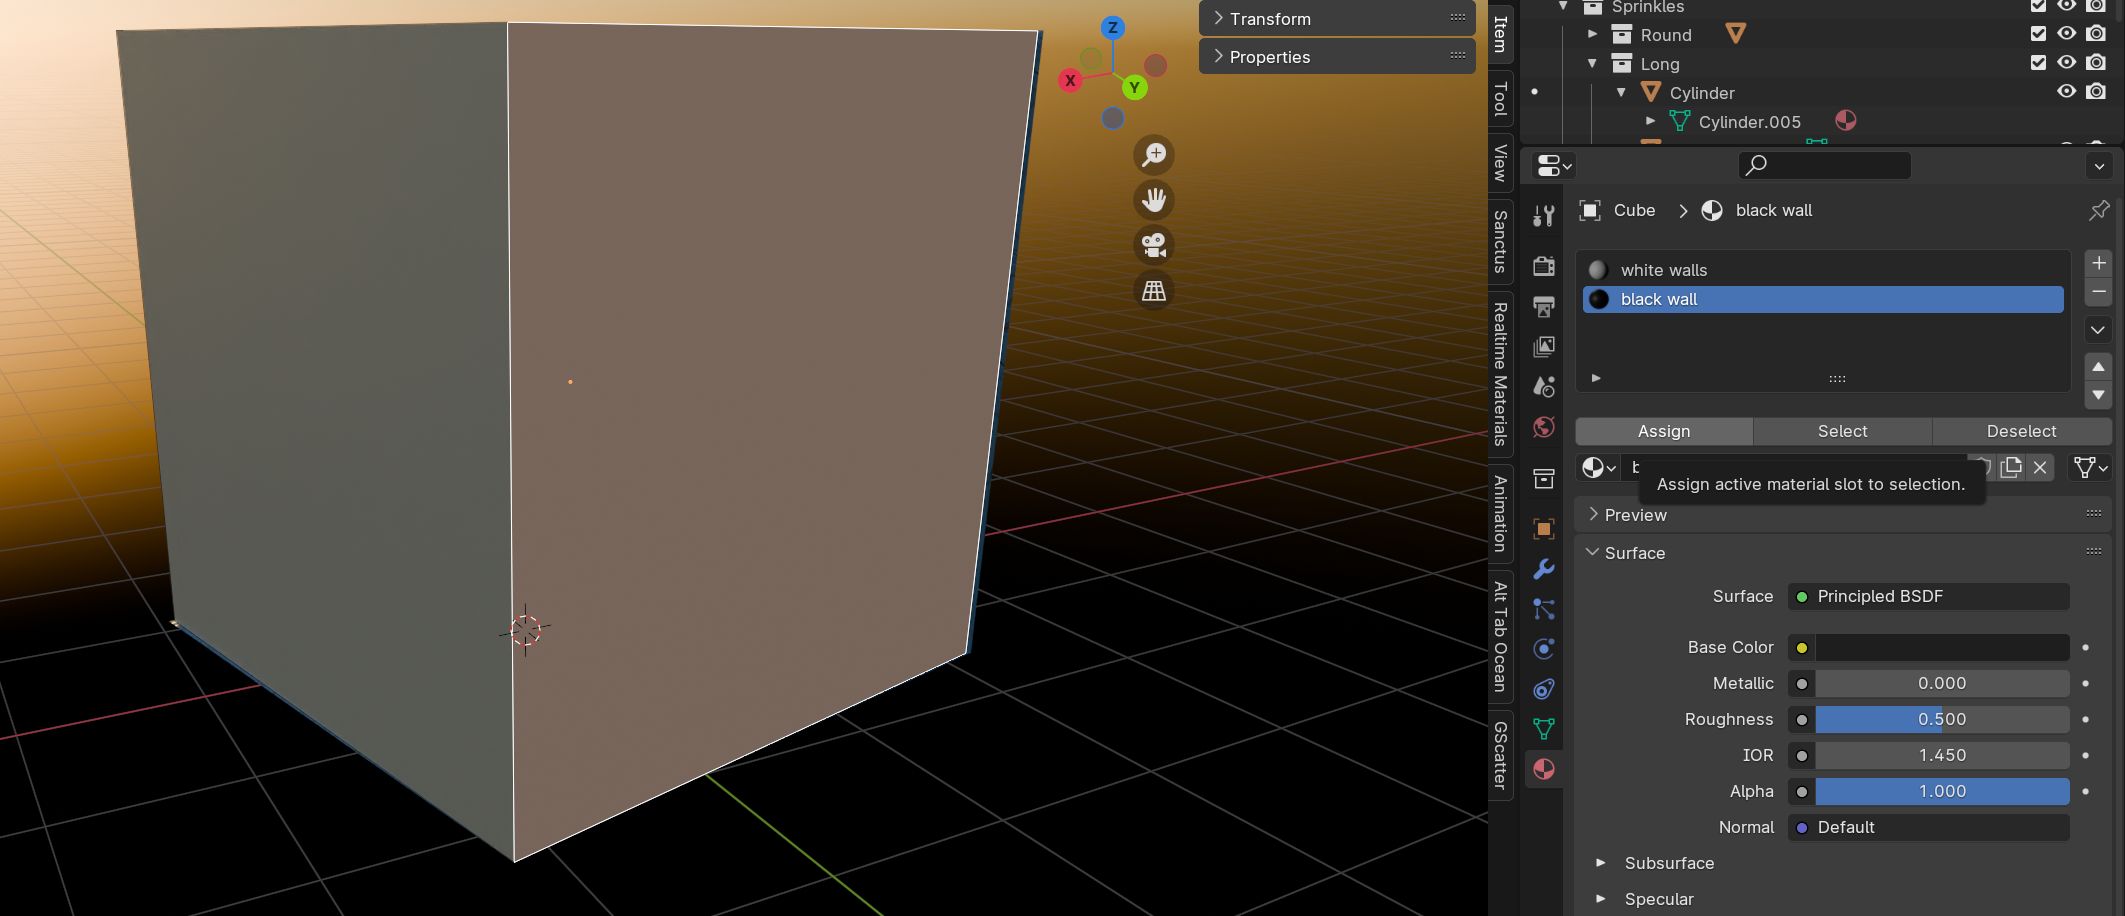 Transform
Properties
Z
X
Y
Item
Tool
View
Sanctus
Realtime Materials
Animation
Alt Tab Ocean
GScatter
Sprinkles
Round
Long
Cylinder
Cylinder.005
Cube
black wall
white walls
black wall
Assign
Select
Deselect
b
Assign active material slot to selection.
Preview
Surface
Surface
Principled BSDF
Base Color
Metallic
0.000
Roughness
0.500
IOR
1.450
Alpha
1.000
Normal
Default
Subsurface
Specular